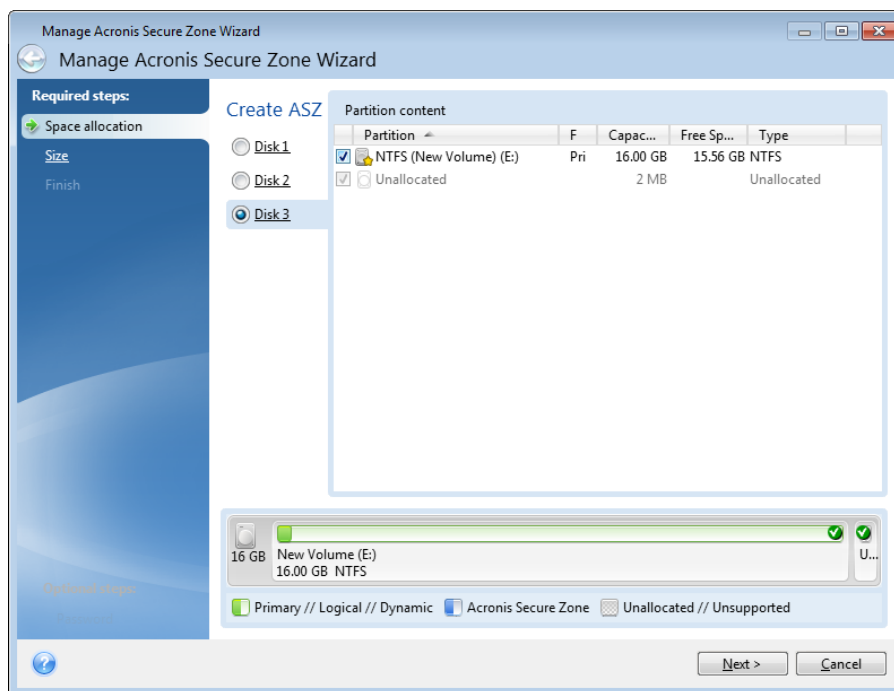 Manage Acronis Secure Zone Wizard
Manage Acronis Secure Zone Wizard
Required steps:
Space allocation
Size
Finish
Optional steps:
Create ASZ
Disk 1
Disk 2
Disk 3
Partition content
Partition F Capac... Free Sp... Type
NTFS (New Volume) (E:) Pri 16.00 GB 15.56 GB NTFS
Unallocated 2 MB Unallocated
16 GB
New Volume (E:)
16.00 GB NTFS
U...
Primary // Logical // Dynamic Acronis Secure Zone Unallocated // Unsupported
Next > Cancel